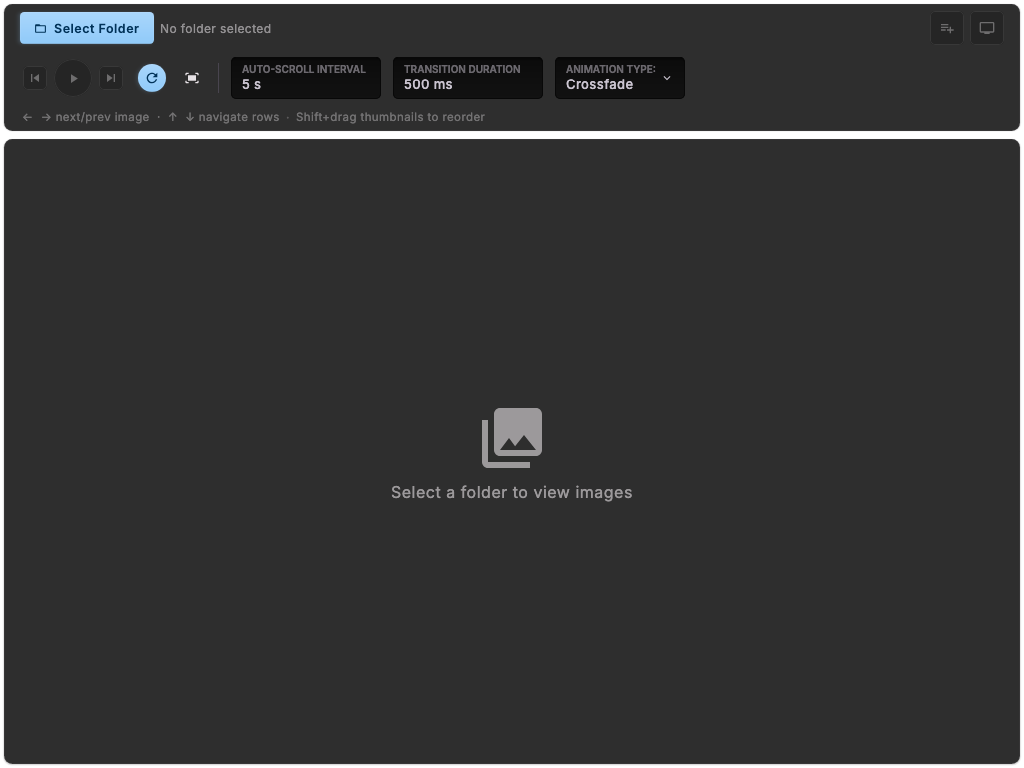 Select Folder No folder selected
AUTO-SCROLL INTERVAL
5 s
TRANSITION DURATION
500 ms
ANIMATION TYPE:
Crossfade
← → next/prev image · ↑ ↓ navigate rows · Shift+drag thumbnails to reorder
Select a folder to view images